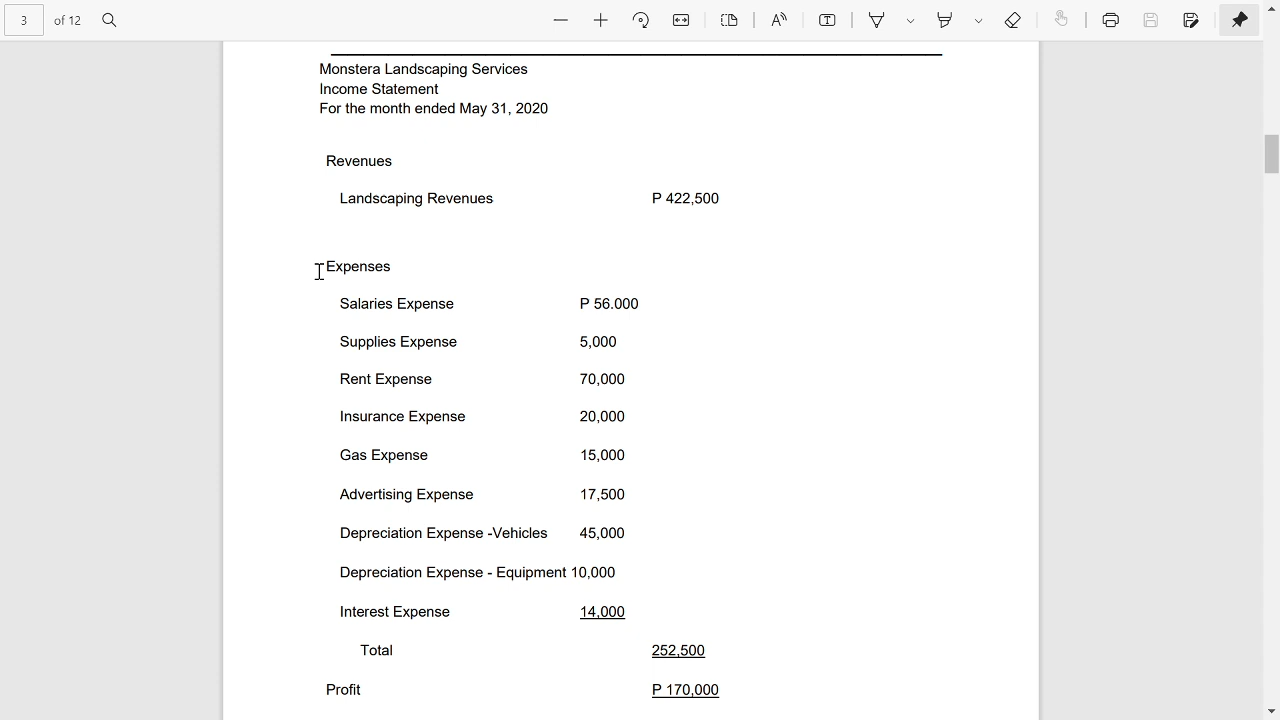 3 of 12
Monstera Landscaping Services
Income Statement
For the month ended May 31, 2020
Revenues
Landscaping Revenues P 422,500
Expenses
Salaries Expense P 56.000
Supplies Expense 5,000
Rent Expense 70,000
Insurance Expense 20,000
Gas Expense 15,000
Advertising Expense 17,500
Depreciation Expense -Vehicles 45,000
Depreciation Expense - Equipment 10,000
Interest Expense 14,000
Total 252,500
Profit P 170,000